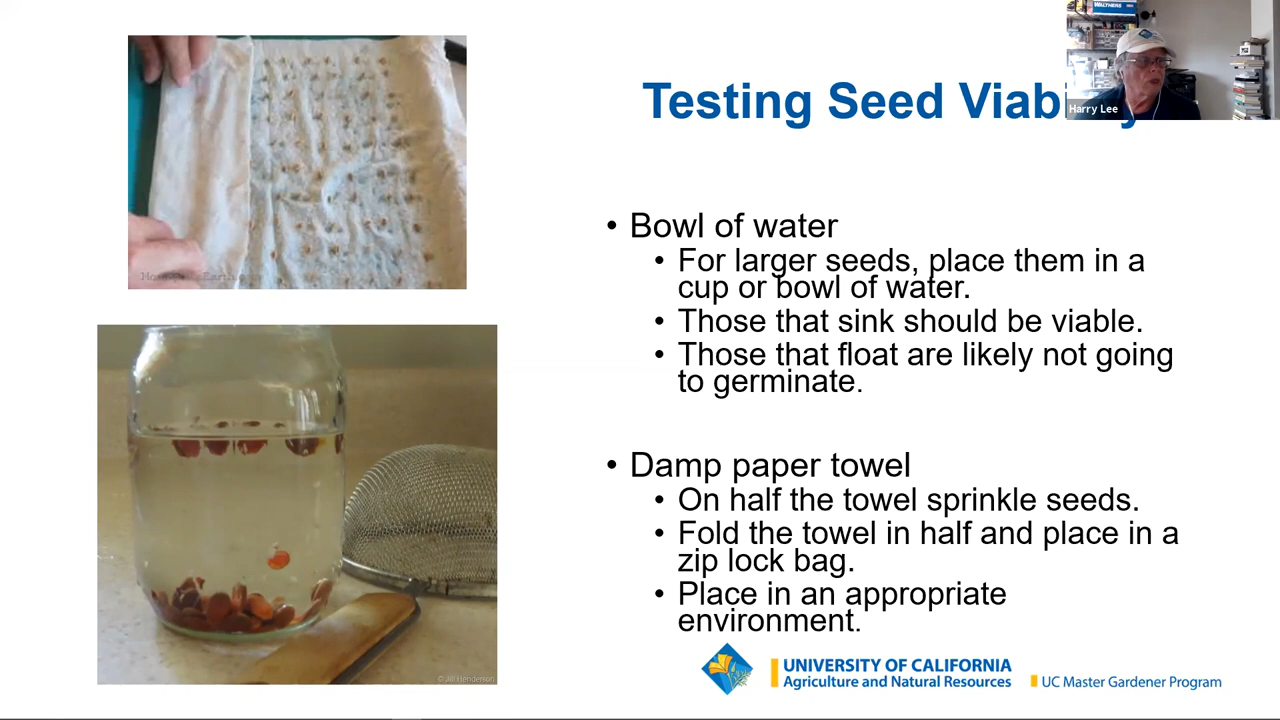 WALTHERS
Harry Lee
Testing Seed Viab
• Bowl of water
• For larger seeds, place them in a
cup or bowl of water.
• Those that sink should be viable.
• Those that float are likely not going
to germinate.
• Damp paper towel
• On half the towel sprinkle seeds.
• Fold the towel in half and place in a
zip lock bag.
• Place in an appropriate
environment.
© Jill Henderson
UNIVERSITY OF CALIFORNIA
Agriculture and Natural Resources
UC Master Gardener Program